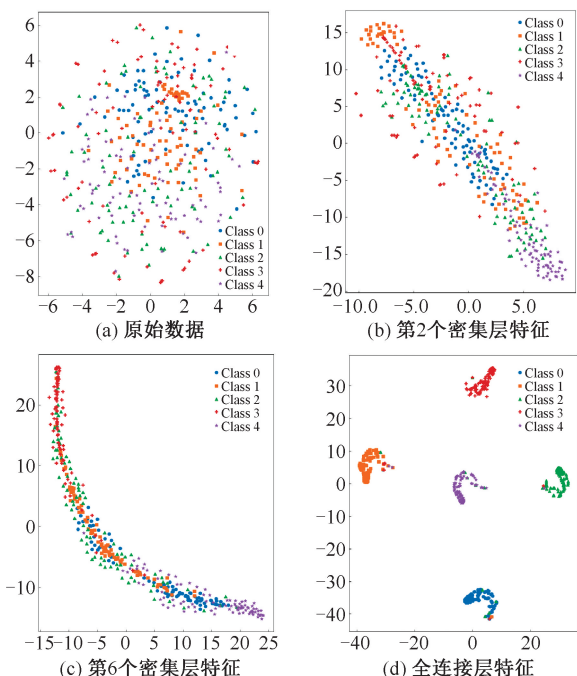 6
4
2
0
−2
−4
−6
−8
−6 −4 −2 0 2 4 6
Class 0
Class 1
Class 2
Class 3
Class 4
(a) 原始数据
15
10
5
0
−5
−10
−15
−20
−10.0 −5.0 0.0 5.0
Class 0
Class 1
Class 2
Class 3
Class 4
(b) 第2个密集层特征
20
10
0
−10
−15 −10 −5 0 5 10 15 20 25
Class 0
Class 1
Class 2
Class 3
Class 4
(c) 第6个密集层特征
30
20
10
0
−10
−20
−30
−40
−40 −20 0 20
Class 0
Class 1
Class 2
Class 3
Class 4
(d) 全连接层特征